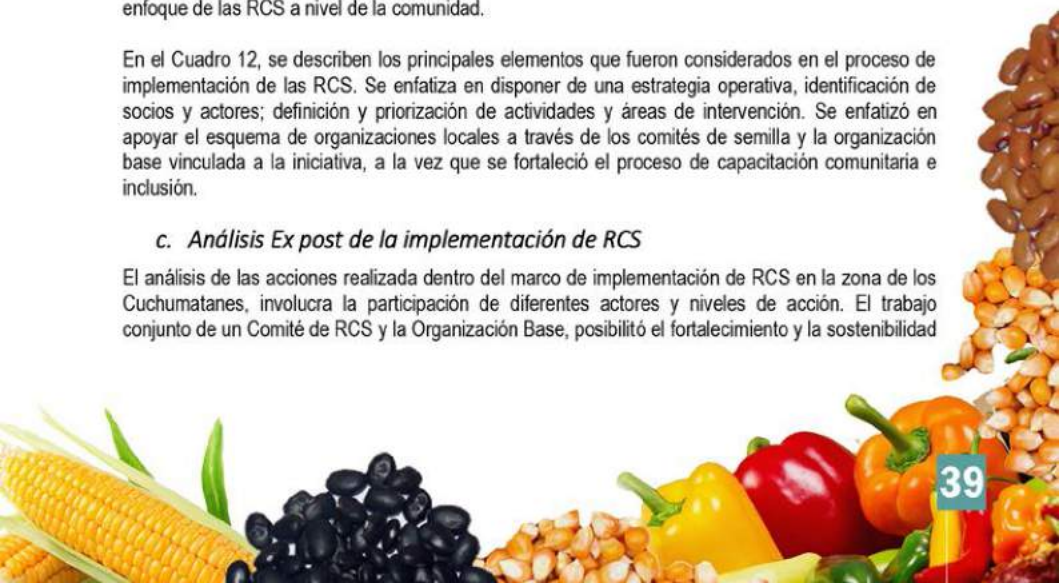 enfoque de las RCS a nivel de la comunidad.
En el Cuadro 12, se describen los principales elementos que fueron considerados en el proceso de
implementación de las RCS. Se enfatiza en disponer de una estrategia operativa, identificación de
socios y actores; definición y priorización de actividades y áreas de intervención. Se enfatizó en
apoyar el esquema de organizaciones locales a través de los comités de semilla y la organización
base vinculada a la iniciativa, a la vez que se fortaleció el proceso de capacitación comunitaria e
inclusión.
c. Análisis Ex post de la implementación de RCS
El análisis de las acciones realizada dentro del marco de implementación de RCS en la zona de los
Cuchumatanes, involucra la participación de diferentes actores y niveles de acción. El trabajo
conjunto de un Comité de RCS y la Organización Base, posibilitó el fortalecimiento y la sostenibilidad
39